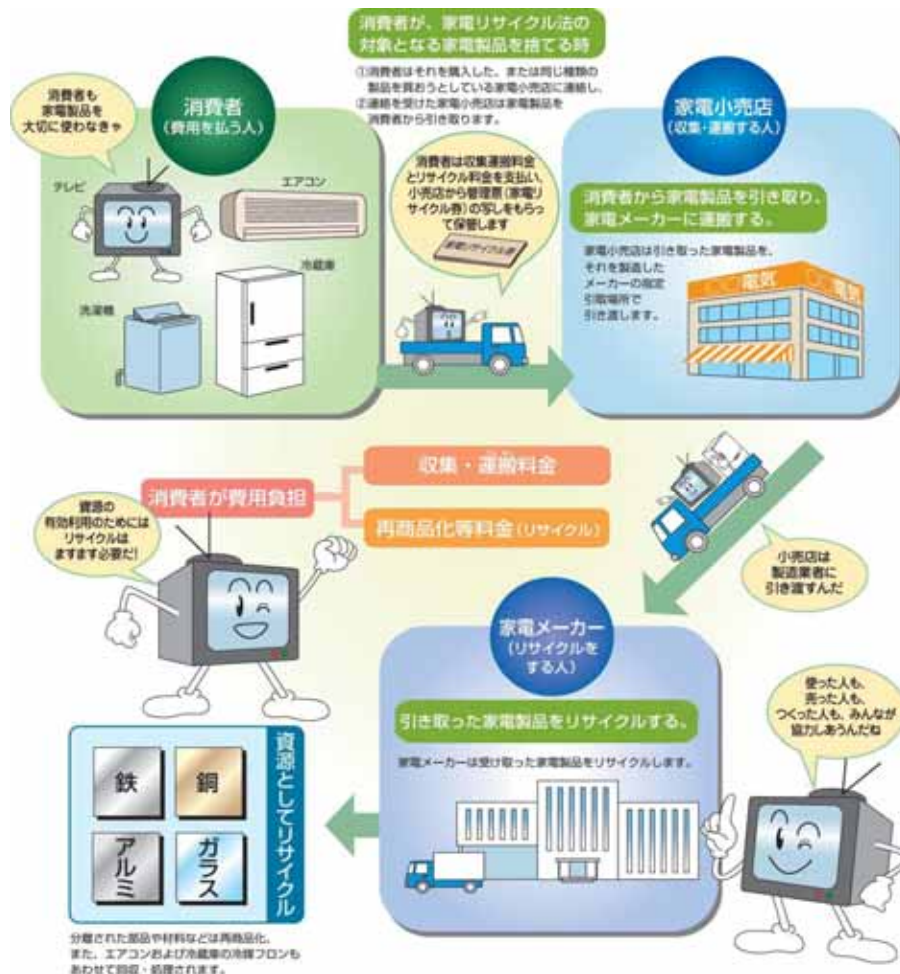 消費者が、家電リサイクル法の
対象となる家電製品を捨てる時
①消費者はそれを購入した、または同じ種類の
製品を買おうとしている家電小売店に連絡し、
②連絡を受けた家電小売店は家電製品を
消費者から引き取ります。
消費者も
家電製品を
大切に使わなきゃ
消費者
(費用を払う人)
テレビ
エアコン
冷蔵庫
洗濯機
消費者は収集運搬料金
とリサイクル料金を支払い、
小売店から管理票(家電リ
サイクル券)の写しをもらっ
て保管します
家電リサイクル券
家電小売店
(収集・運搬する人)
消費者から家電製品を引き取り、
家電メーカーに運搬する。
家電小売店は引き取った家電製品を、
それを製造した
メーカーの指定
引取場所で
引き渡します。
〇〇電気
〇電気
収集・運搬料金
消費者が費用負担
再商品化等料金(リサイクル)
資源の
有効利用のためには
リサイクルは
ますます必要だ!
小売店は
製造業者に
引き渡すんだ
家電メーカー
(リサイクルを
する人)
引き取った家電製品をリサイクルする。
家電メーカーは受け取った家電製品をリサイクルします。
使った人も、
売った人も、
つくった人も、みんなが
協力しあうんだね
資源としてリサイクル
鉄
銅
アルミ
ガラス
分離された部品や材料などは再商品化、
また、エアコンおよび冷蔵庫の冷媒フロンも
あわせて回収・処理されます。